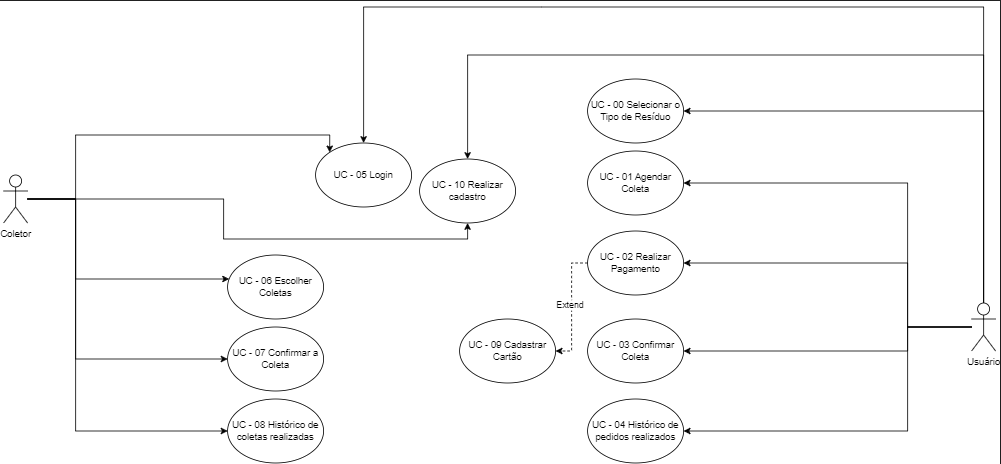 UC - 00 Selecionar o
Tipo de Resíduo
UC - 05 Login
UC - 10 Realizar
cadastro
UC - 01 Agendar
Coleta
Coletor
UC - 02 Realizar
Pagamento
UC - 06 Escolher
Coletas
Extend
UC - 09 Cadastrar
Cartão
UC - 03 Confirmar
Coleta
Usuário
UC - 07 Confirmar a
Coleta
UC - 08 Histórico de
coletas realizadas
UC - 04 Histórico de
pedidos realizados